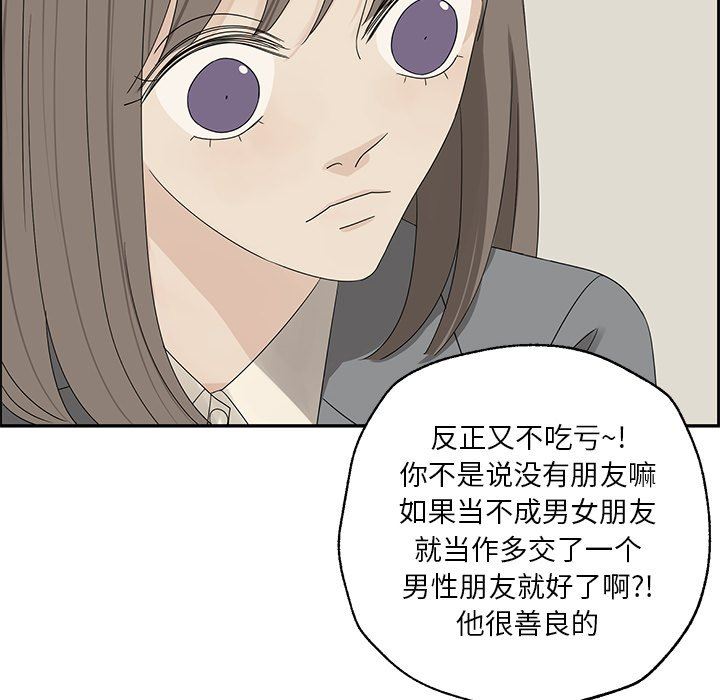 反正又不吃亏~!
你不是说没有朋友嘛
如果当不成男女朋友
就当作多交了一个
男性朋友就好了啊?!
他很善良的